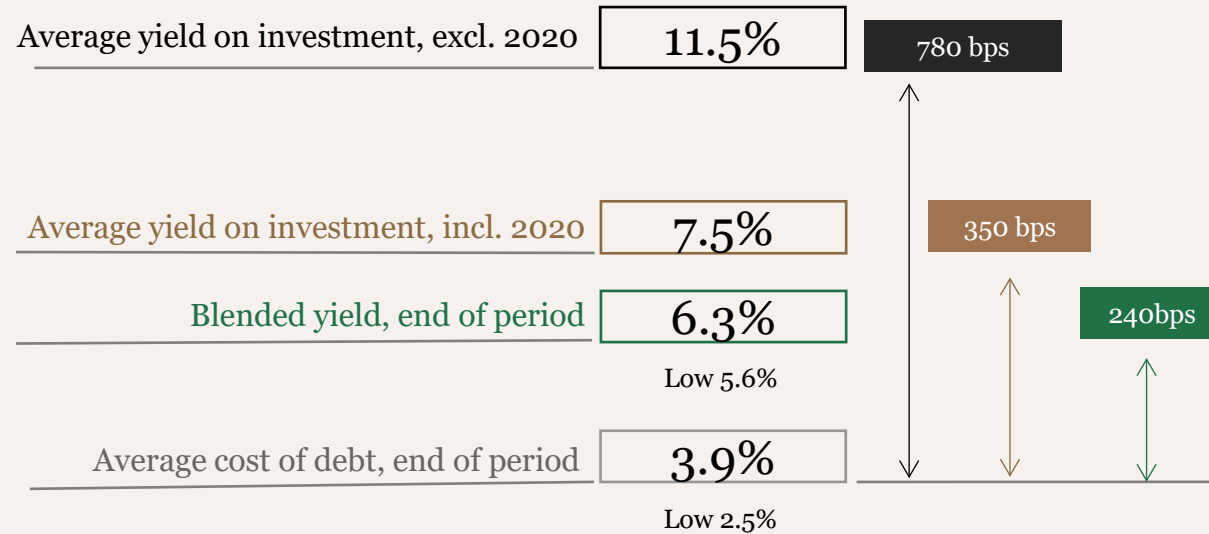 Average yield on investment, excl. 2020 11.5% 780 bps
Average yield on investment, incl. 2020 7.5% 350 bps
Blended yield, end of period 6.3% 240bps
Low 5.6%
Average cost of debt, end of period 3.9%
Low 2.5%